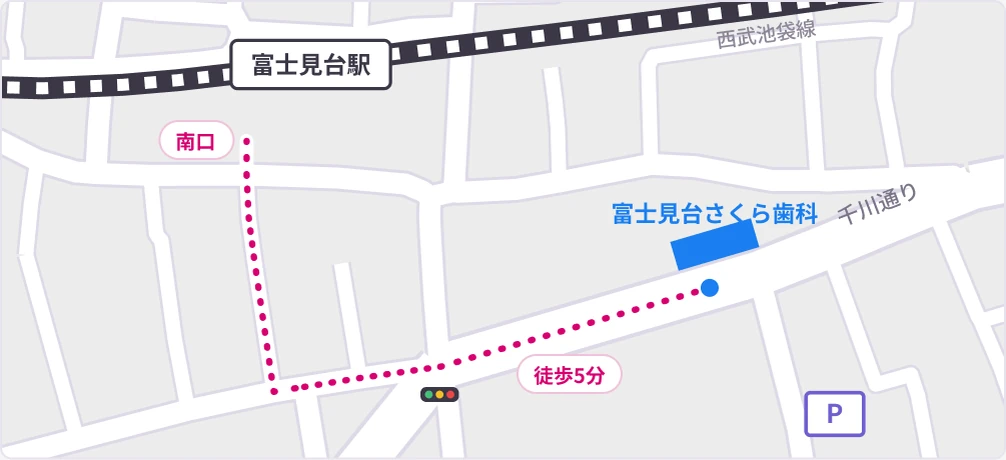 西武池袋線
富士見台駅
南口
富士見台さくら歯科
千川通り
徒歩5分
P